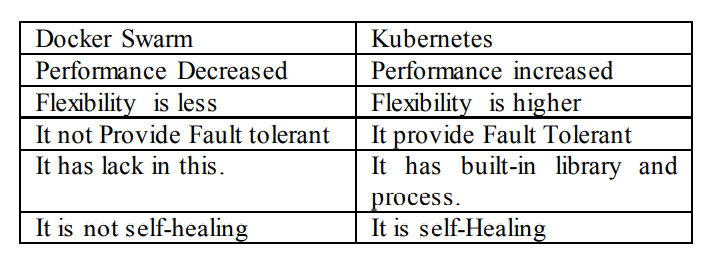 Docker Swarm Kubernetes
Performance Decreased Performance increased
Flexibility is less Flexibility is higher
It not Provide Fault tolerant It provide Fault Tolerant
It has lack in this. It has built-in library and
process.
It is not self-healing It is self-Healing